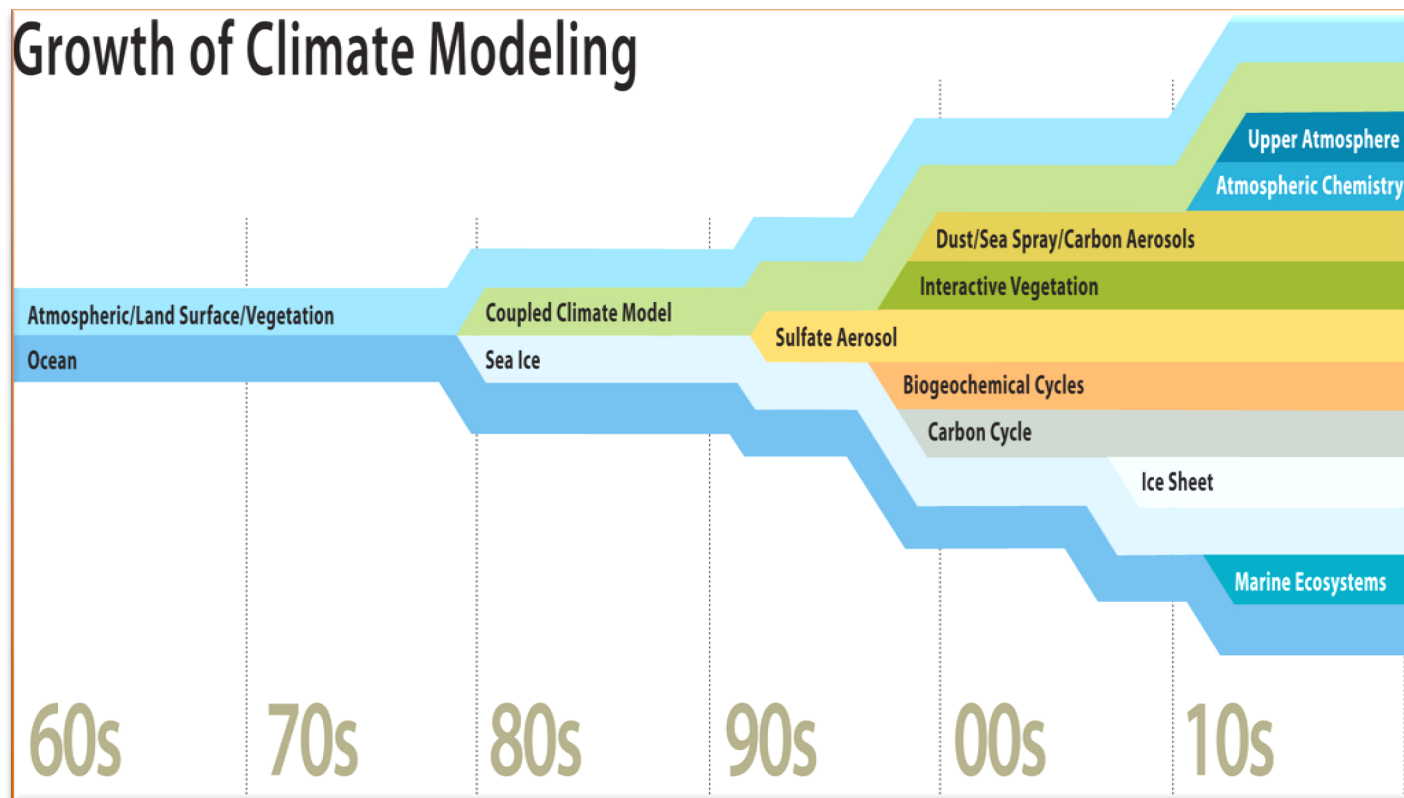 Growth of Climate Modeling
Upper Atmosphere
Atmospheric Chemistry
Dust/Sea Spray/Carbon Aerosols
Interactive Vegetation
Atmospheric/Land Surface/Vegetation
Coupled Climate Model
Sulfate Aerosol
Ocean
Sea Ice
Biogeochemical Cycles
Carbon Cycle
Ice Sheet
Marine Ecosystems
60s
70s
80s
90s
00s
10s